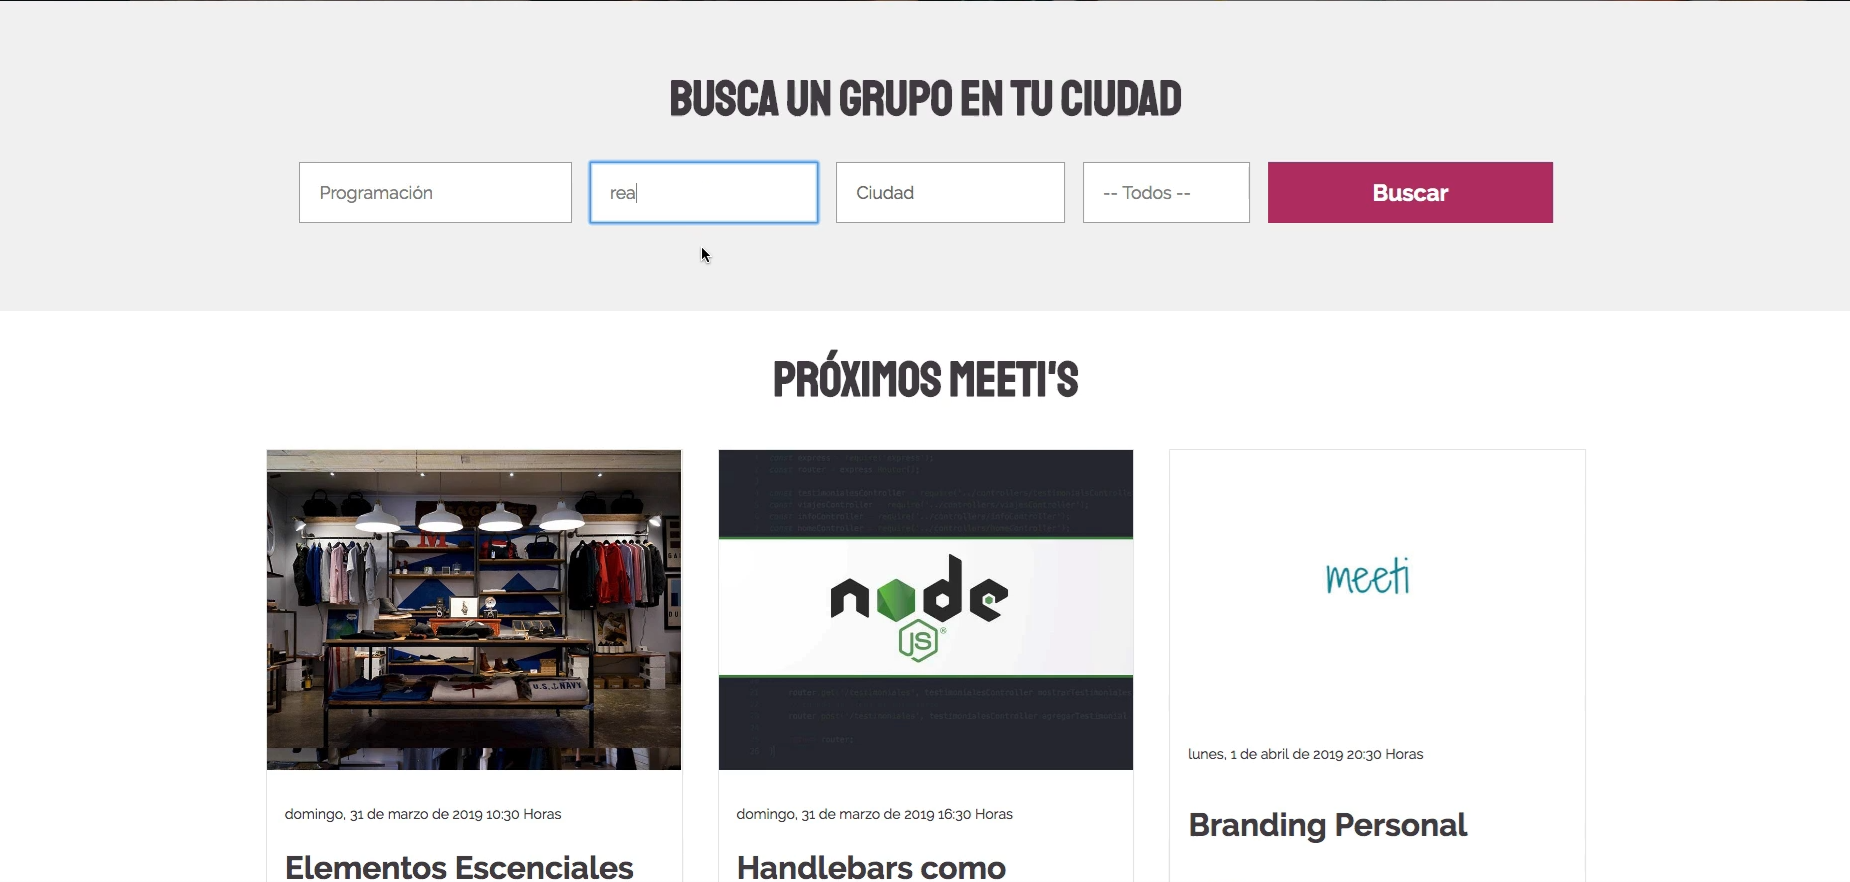 BUSCA UN GRUPO EN TU CIUDAD
Programación
rea
Ciudad
-- Todos --
Buscar
PRÓXIMOS MEETI'S
U.S. NAVY
node
JS
meeti
domingo, 31 de marzo de 2019 10:30 Horas
Elementos Escenciales
domingo, 31 de marzo de 2019 16:30 Horas
Handlebars como
lunes, 1 de abril de 2019 20:30 Horas
Branding Personal